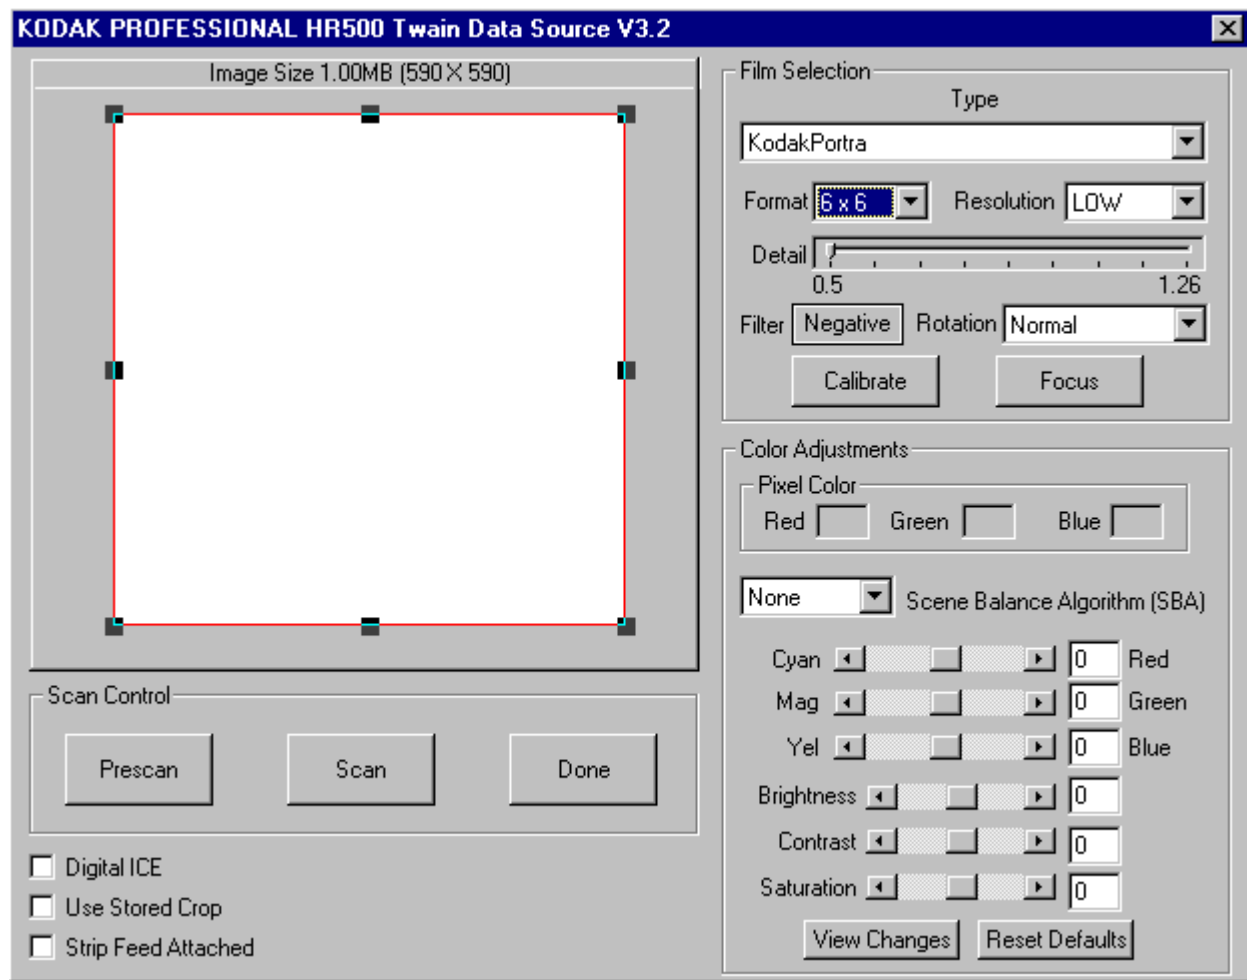 KODAK PROFESSIONAL HR500 Twain Data Source V3.2
Image Size 1.00MB (590 X 590)
Film Selection
Type
KodakPortra
Format 6 x 6 Resolution LOW
Detail
0.5 1.26
Filter Negative Rotation Normal
Calibrate Focus
Color Adjustments
Pixel Color
Red Green Blue
None Scene Balance Algorithm (SBA)
Cyan 0 Red
Mag 0 Green
Yel 0 Blue
Brightness 0
Contrast 0
Saturation 0
View Changes Reset Defaults
Scan Control
Prescan Scan Done
Digital ICE
Use Stored Crop
Strip Feed Attached